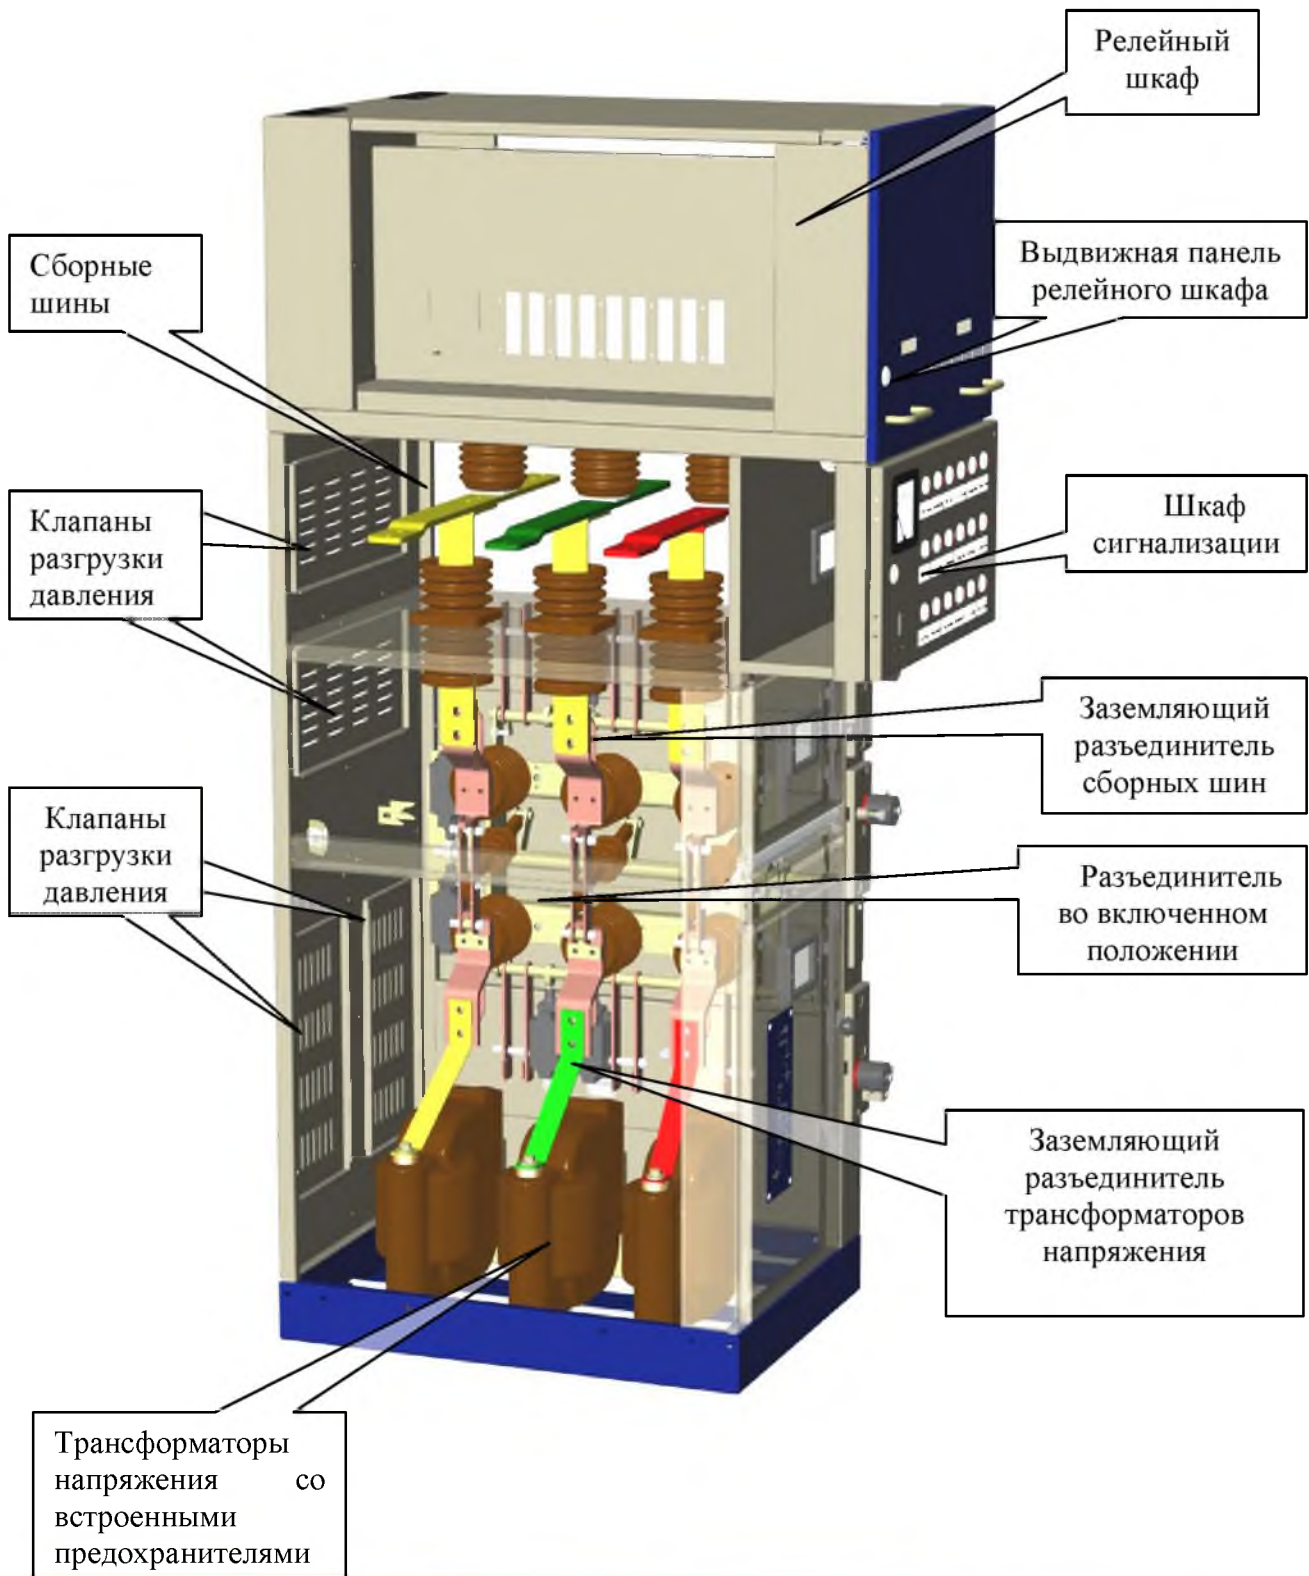 Релейный
шкаф
Сборные
шины
Выдвижная панель
релейного шкафа
Клапаны
разгрузки
давления
Шкаф
сигнализации
Заземляющий
разъединитель
сборных шин
Клапаны
разгрузки
давления
Разъединитель
во включенном
положении
Заземляющий
разъединитель
трансформаторов
напряжения
Трансформаторы
напряжения со
встроенными
предохранителями